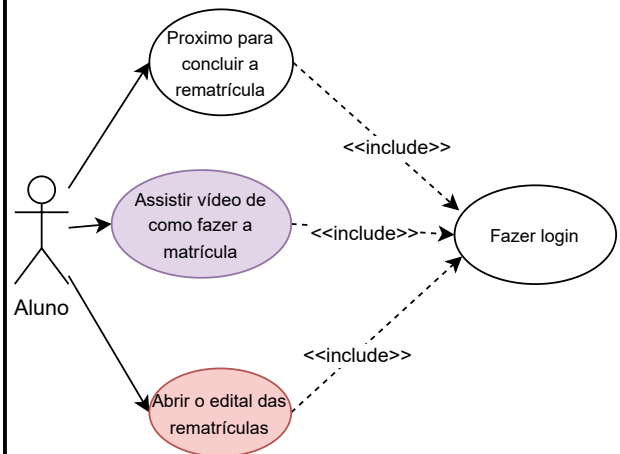 Proximo para
concluir a
rematrícula
<<include>>
Assistir vídeo de
como fazer a
matrícula
<<include>>
Fazer login
Aluno
<<include>>
Abrir o edital das
rematrículas